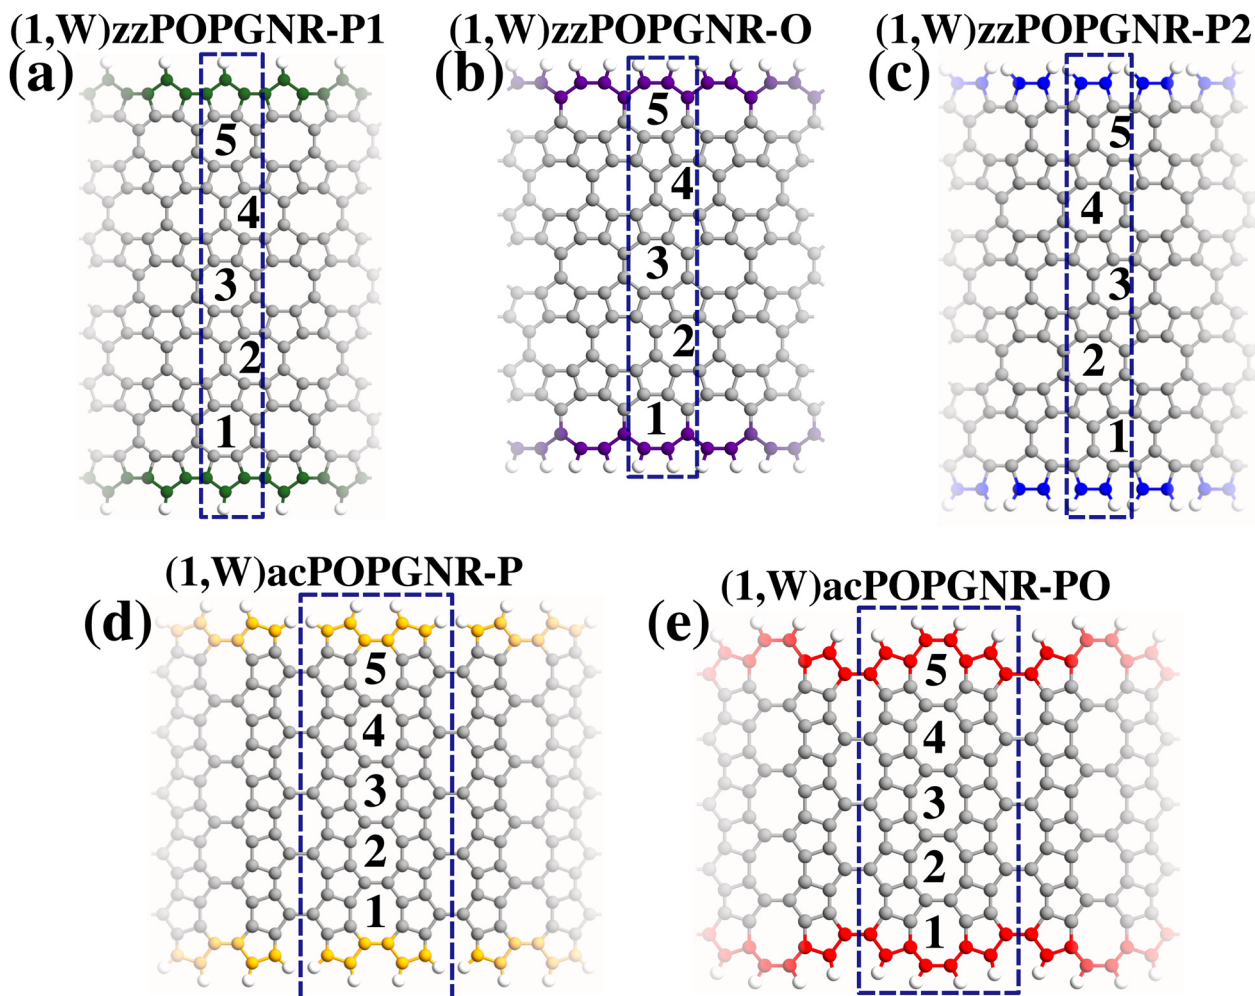 (1,W)zzPOPGNR-P1
(a)
5
4
3
2
1
(1,W)zzPOPGNR-O
(b)
5
4
3
2
1
(1,W)zzPOPGNR-P2
(c)
5
4
3
2
1
(1,W)acPOPGNR-P
(d)
5
4
3
2
1
(1,W)acPOPGNR-PO
(e)
5
4
3
2
1